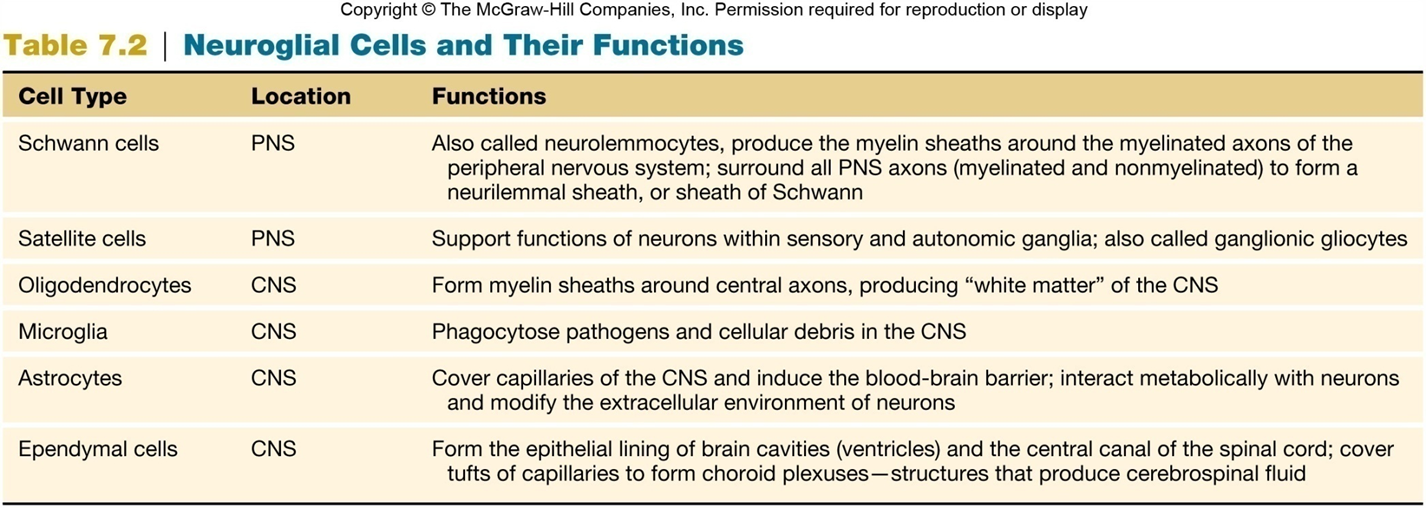 Copyright © The McGraw-Hill Companies, Inc. Permission required for reproduction or display
Table 7.2 | Neuroglial Cells and Their Functions
Cell Type Location Functions
Schwann cells PNS Also called neurolemmocytes, produce the myelin sheaths around the myelinated axons of the
peripheral nervous system; surround all PNS axons (myelinated and nonmyelinated) to form a
neurilemmal sheath, or sheath of Schwann
Satellite cells PNS Support functions of neurons within sensory and autonomic ganglia; also called ganglionic gliocytes
Oligodendrocytes CNS Form myelin sheaths around central axons, producing “white matter” of the CNS
Microglia CNS Phagocytose pathogens and cellular debris in the CNS
Astrocytes CNS Cover capillaries of the CNS and induce the blood-brain barrier; interact metabolically with neurons
and modify the extracellular environment of neurons
Ependymal cells CNS Form the epithelial lining of brain cavities (ventricles) and the central canal of the spinal cord; cover
tufts of capillaries to form choroid plexuses—structures that produce cerebrospinal fluid